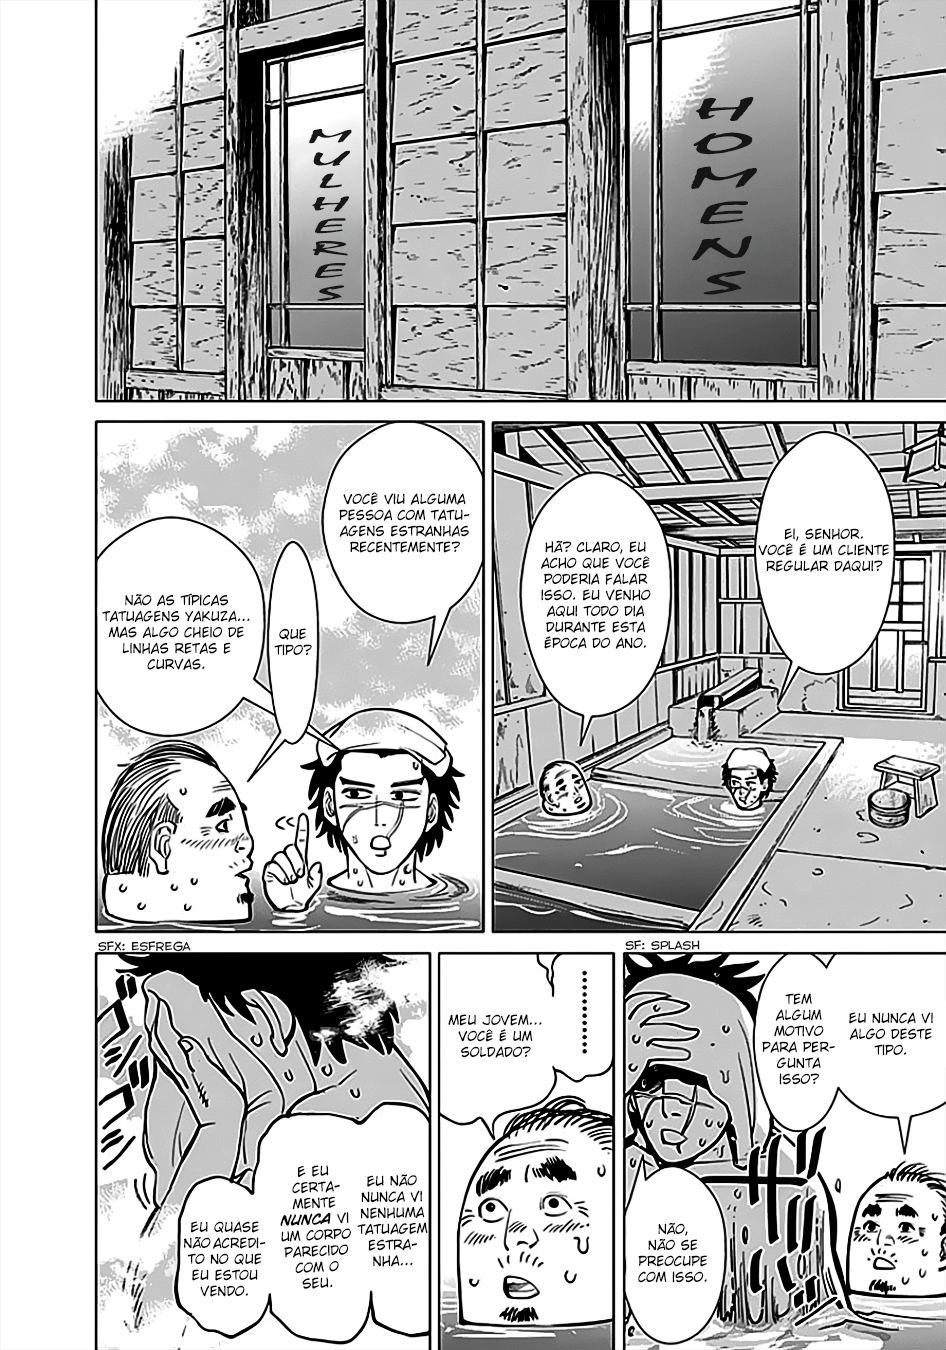 HOMENS
MULHERES
EI, SENHOR.
VOCÊ É UM CLIENTE
REGULAR DAQUI?
HÃ? CLARO, EU
ACHO QUE VOCÊ
PODERIA FALAR
ISSO. EU VENHO
AQUI TODO DIA
DURANTE ESTA
ÉPOCA DO ANO.
VOCÊ VIU ALGUMA
PESSOA COM TATU-
AGENS ESTRANHAS
RECENTEMENTE?
QUE
TIPO?
NÃO AS TÍPICAS
TATUAGENS YAKUZA...
MAS ALGO CHEIO DE
LINHAS RETAS E
CURVAS.
SF: SPLASH
EU NUNCA VI
ALGO DESTE
TIPO.
TEM
ALGUM
MOTIVO
PARA PER-
GUNTA
ISSO?
NÃO,
NÃO SE
PREOCUPE
COM ISSO.
..........
MEU JOVEM...
VOCÊ É UM
SOLDADO?
SFX: ESFREGA
EU NÃO
NUNCA VI
NENHUMA
TATUAGEM
ESTRA-
NHA...
E EU
CERTA-
MENTE
NUNCA VI
UM CORPO
PARECIDO
COM O
SEU.
EU QUASE
NÃO ACREDI-
TO NO QUE
EU ESTOU
VENDO.